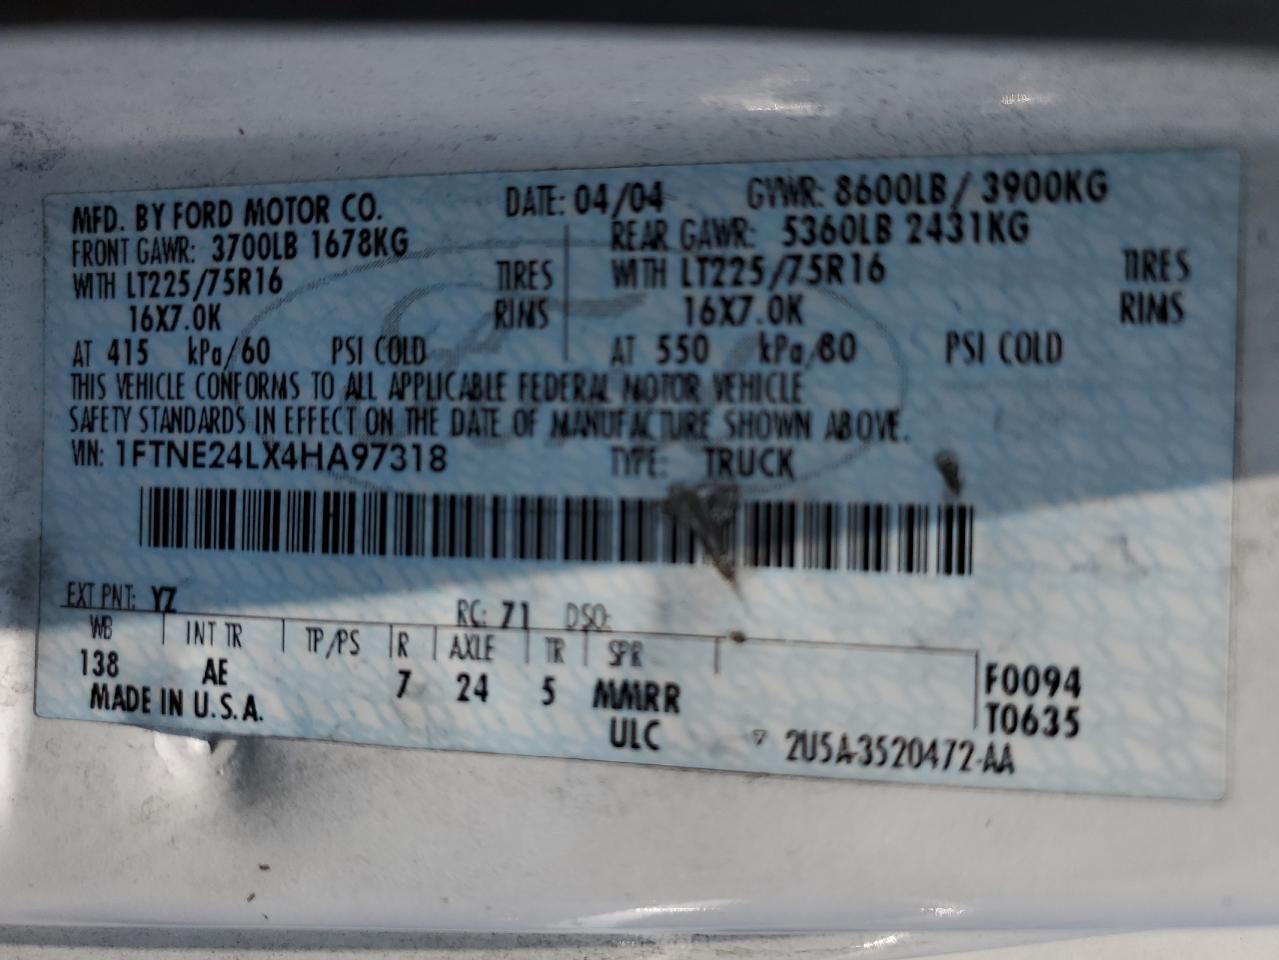 MFD. BY FORD MOTOR CO. DATE: 04/04 GVWR: 8600LB / 3900KG
FRONT GAWR: 3700LB 1678KG REAR GAWR: 5360LB 2431KG
WITH LT225/75R16 TIRES WITH LT225/75R16 TIRES
16X7.0K RIMS 16X7.0K RIMS
AT 415 kPa/60 PSI COLD AT 550 kPa/80 PSI COLD
THIS VEHICLE CONFORMS TO ALL APPLICABLE FEDERAL MOTOR VEHICLE
SAFETY STANDARDS IN EFFECT ON THE DATE OF MANUFACTURE SHOWN ABOVE.
VIN: 1FTNE24LX4HA97318 TYPE: TRUCK
EXT PNT: YZ RC: 71 DSO:
WB INT TR TP/PS R AXLE TR SPR
138 AE 7 24 5 MMRR F0094
MADE IN U.S.A. ULC T0635
2U5A-3520472-AA